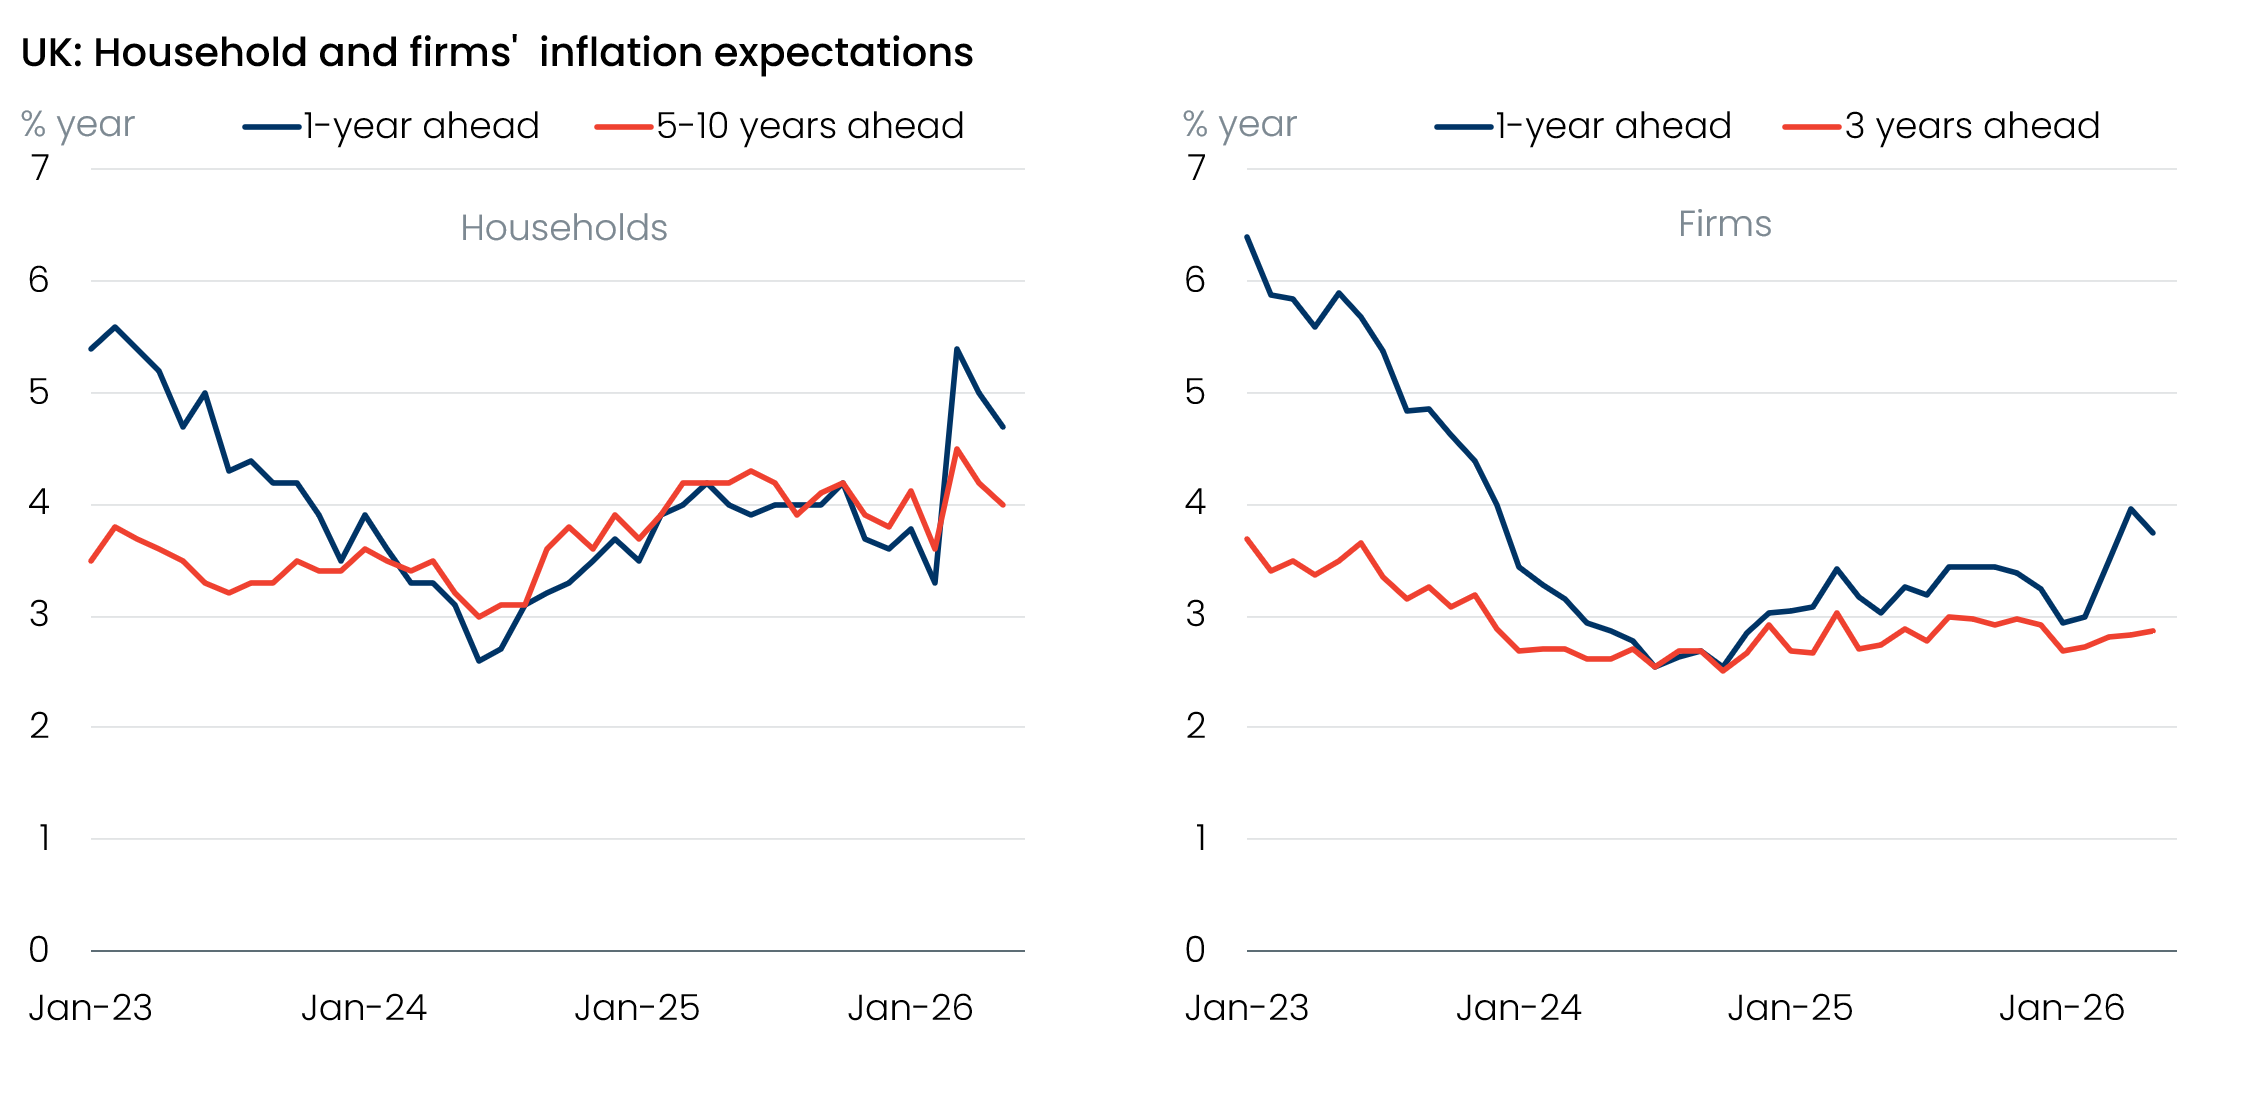 UK: Household and firms'  inflation expectations
% year 1-year ahead 5-10 years ahead
7
Households
6
5
4
3
2
1
0
Jan-23 Jan-24 Jan-25 Jan-26
% year 1-year ahead 3 years ahead
7
Firms
6
5
4
3
2
1
0
Jan-23 Jan-24 Jan-25 Jan-26